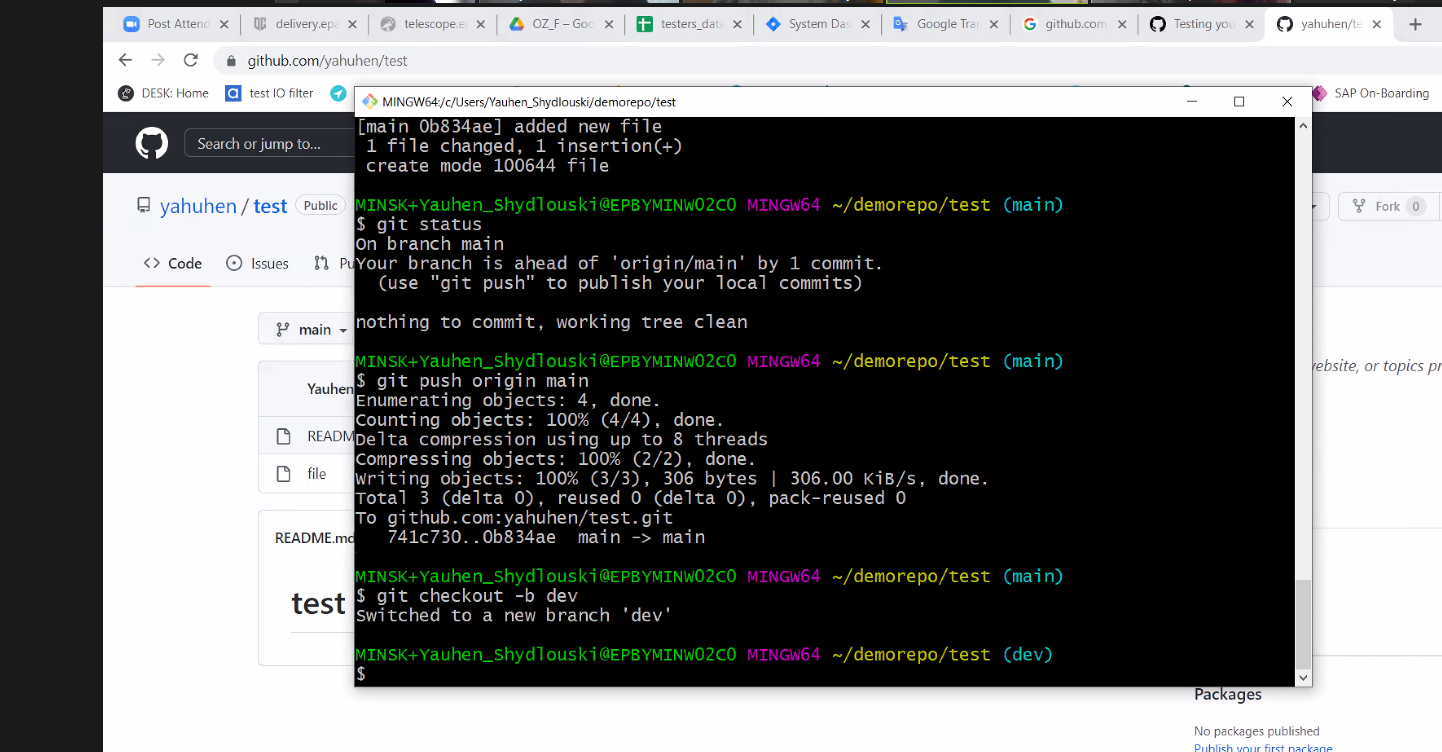 Post Attend
delivery.epa
telescope.e
OZ_F – Goo
testers_data
System Das
Google Tran
github.com
Testing you
yahuhen/te
github.com/yahuhen/test
DESK: Home
test IO filter
SAP On-Boarding
MINGW64:/c/Users/Yauhen_Shydlouski/demorepo/test
Search or jump to...
yahuhen / test Public
Fork 0
Code
Issues
Pu
main
Yauhen
READM
file
README.md
test
[main 0b834ae] added new file
1 file changed, 1 insertion(+)
create mode 100644 file
MINSK+Yauhen_Shydlouski@EPBYMINW02C0 MINGW64 ~/demorepo/test (main)
$ git status
On branch main
Your branch is ahead of 'origin/main' by 1 commit.
(use "git push" to publish your local commits)
nothing to commit, working tree clean
MINSK+Yauhen_Shydlouski@EPBYMINW02C0 MINGW64 ~/demorepo/test (main)
$ git push origin main
Enumerating objects: 4, done.
Counting objects: 100% (4/4), done.
Delta compression using up to 8 threads
Compressing objects: 100% (2/2), done.
Writing objects: 100% (3/3), 306 bytes | 306.00 KiB/s, done.
Total 3 (delta 0), reused 0 (delta 0), pack-reused 0
To github.com:yahuhen/test.git
741c730..0b834ae main -> main
MINSK+Yauhen_Shydlouski@EPBYMINW02C0 MINGW64 ~/demorepo/test (main)
$ git checkout -b dev
Switched to a new branch 'dev'
MINSK+Yauhen_Shydlouski@EPBYMINW02C0 MINGW64 ~/demorepo/test (dev)
$
website, or topics pr
Packages
No packages published
Publish your first package